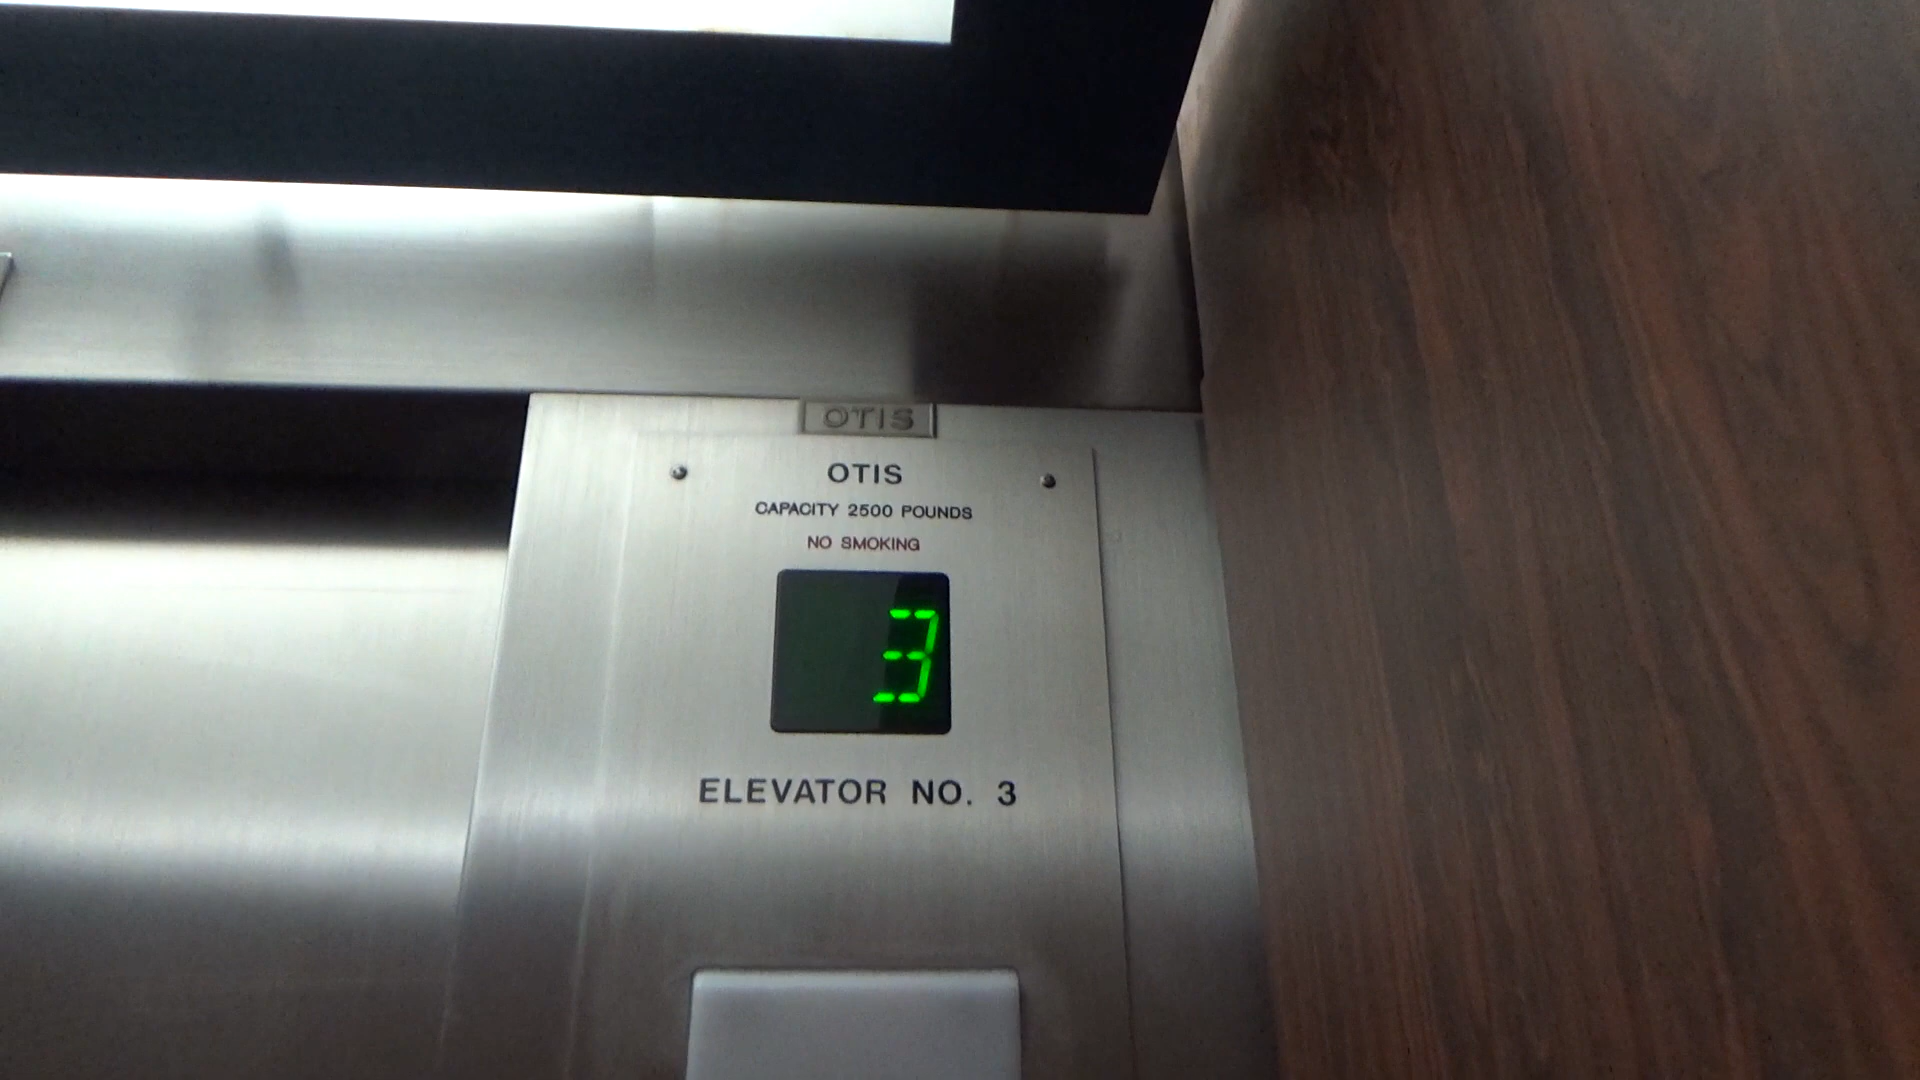 OTIS
OTIS
CAPACITY 2500 POUNDS
NO SMOKING
3
ELEVATOR NO. 3